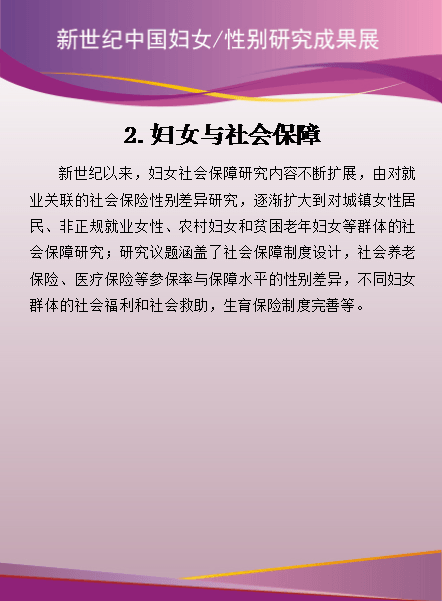 新世纪中国妇女/性别研究成果展
2.妇女与社会保障
新世纪以来，妇女社会保障研究内容不断扩展，由对就
业关联的社会保险性别差异研究，逐渐扩大到对城镇女性居
民、非正规就业女性、农村妇女和贫困老年妇女等群体的社
会保障研究；研究议题涵盖了社会保障制度设计，社会养老
保险、医疗保险等参保率与保障水平的性别差异，不同妇女
群体的社会福利和社会救助，生育保险制度完善等。